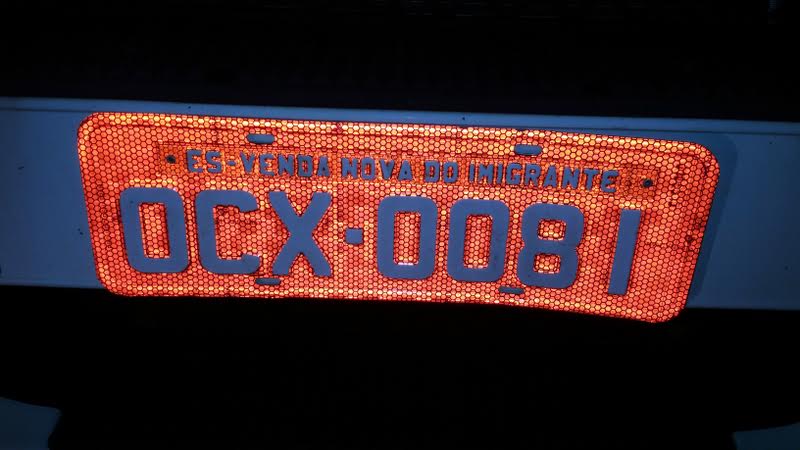 ES-VENDA NOVA DO IMIGRANTE
OCX·0081